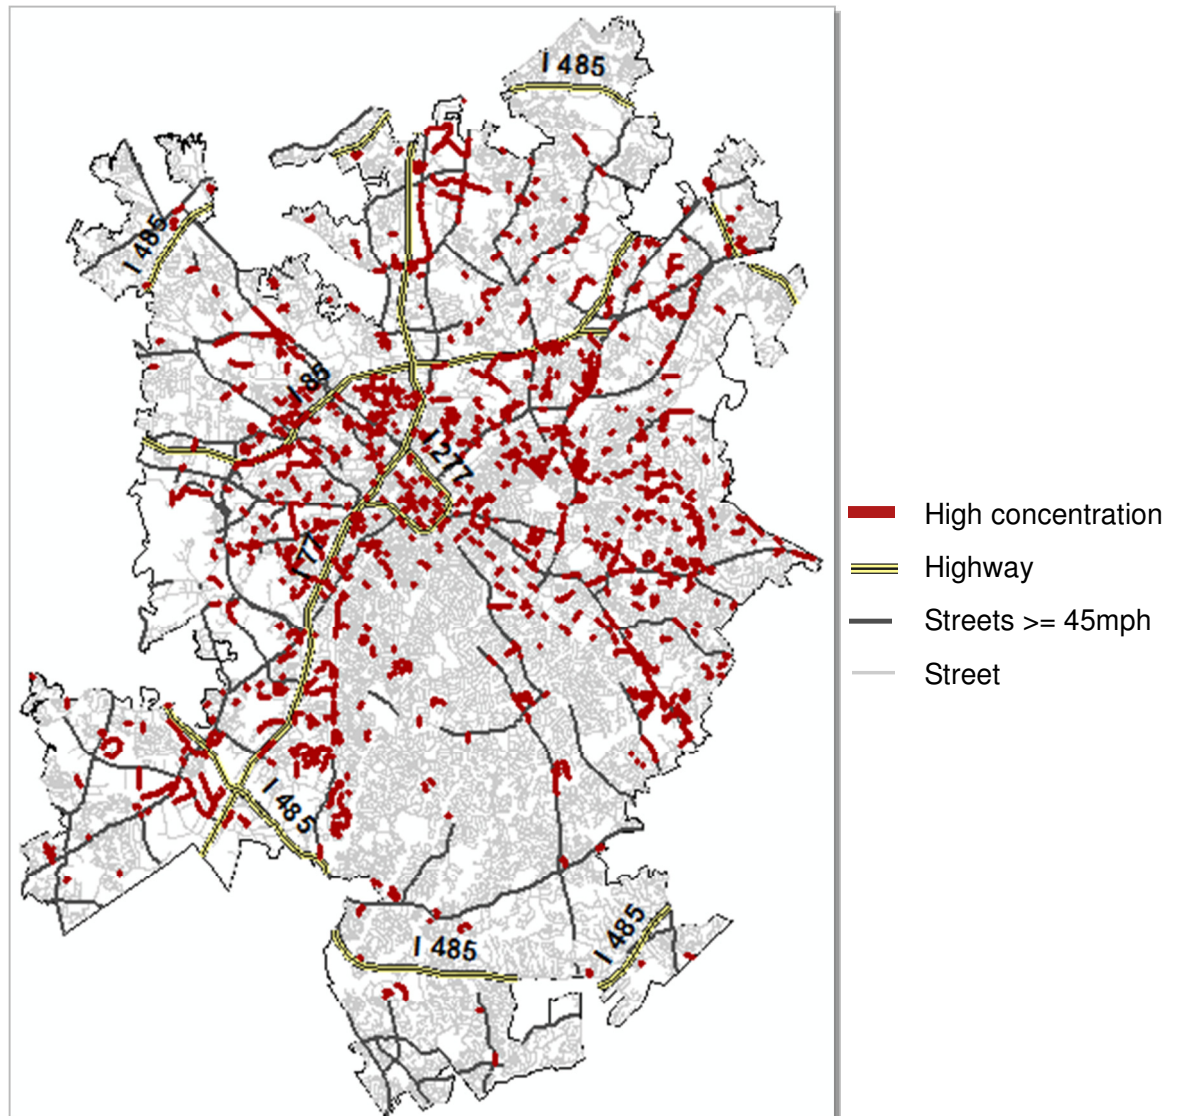 I 485
I 485
I 85
I 277
I 77
I 485
I 485
I 485
High concentration
Highway
Streets >= 45mph
Street